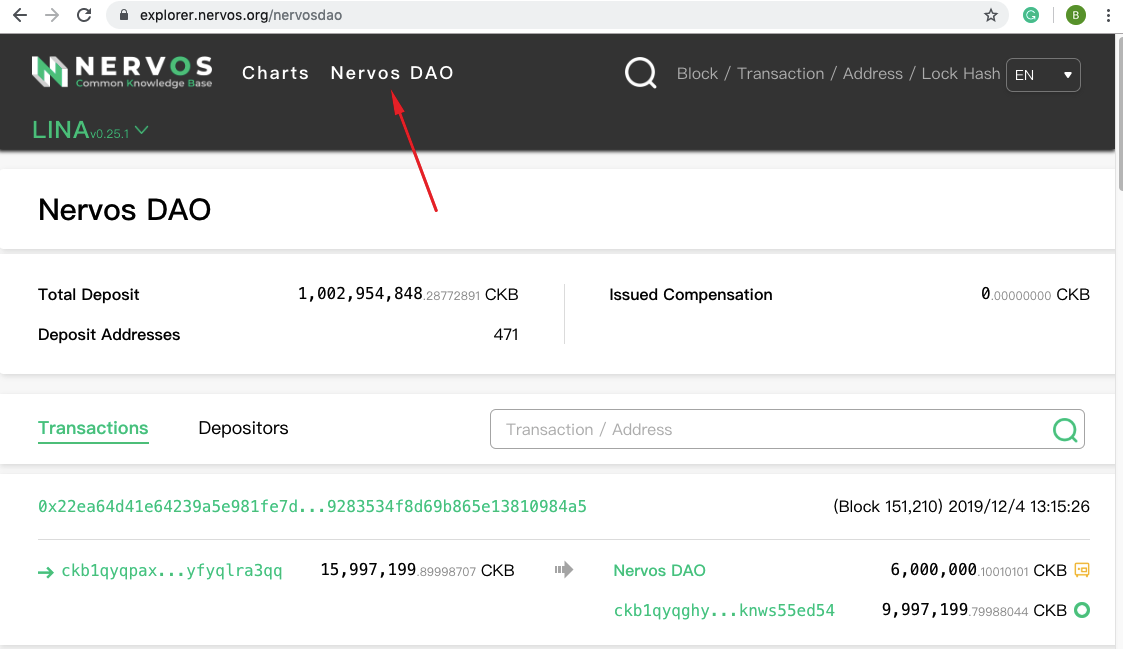 explorer.nervos.org/nervosdao
B
NERVOS Charts Nervos DAO Block / Transaction / Address / Lock Hash EN
Common Knowledge Base
LINAv0.25.1
Nervos DAO
Total Deposit 1,002,954,848.28772891 CKB Issued Compensation 0.00000000 CKB
Deposit Addresses 471
Transactions Depositors Transaction / Address
0x22ea64d41e64239a5e981fe7d...9283534f8d69b865e13810984a5 (Block 151,210) 2019/12/4 13:15:26
ckb1qyqpax...yfyqlra3qq 15,997,199.89998707 CKB Nervos DAO 6,000,000.10010101 CKB
ckb1qyqghy...knws55ed54 9,997,199.79988044 CKB